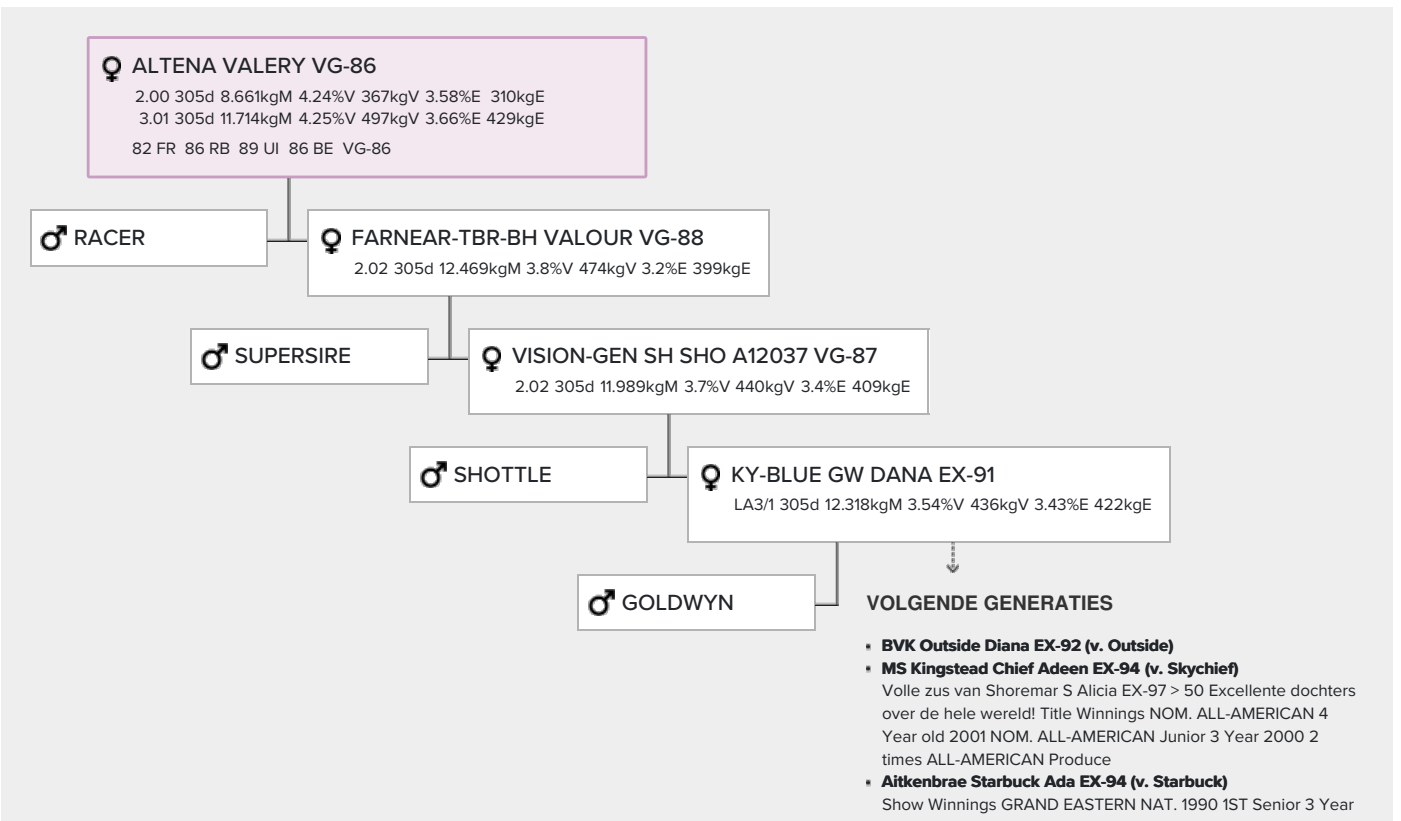 ALTENA VALERY VG-86
2.00 305d 8.661kgM 4.24%V 367kgV 3.58%E 310kgE
3.01 305d 11.714kgM 4.25%V 497kgV 3.66%E 429kgE
82 FR 86 RB 89 UI 86 BE VG-86
RACER
FARNEAR-TBR-BH VALOUR VG-88
2.02 305d 12.469kgM 3.8%V 474kgV 3.2%E 399kgE
SUPERSIRE
VISION-GEN SH SHO A12037 VG-87
2.02 305d 11.989kgM 3.7%V 440kgV 3.4%E 409kgE
SHOTTLE
KY-BLUE GW DANA EX-91
LA3/1 305d 12.318kgM 3.54%V 436kgV 3.43%E 422kgE
GOLDWYN
VOLGENDE GENERATIES
BVK Outside Diana EX-92 (v. Outside)
MS Kingstead Chief Adeen EX-94 (v. Skychief)
Volle zus van Shoremar S Alicia EX-97 > 50 Excellente dochters
over de hele wereld! Title Winnings NOM. ALL-AMERICAN 4
Year old 2001 NOM. ALL-AMERICAN Junior 3 Year 2000 2
times ALL-AMERICAN Produce
Aitkenbrae Starbuck Ada EX-94 (v. Starbuck)
Show Winnings GRAND EASTERN NAT. 1990 1ST Senior 3 Year